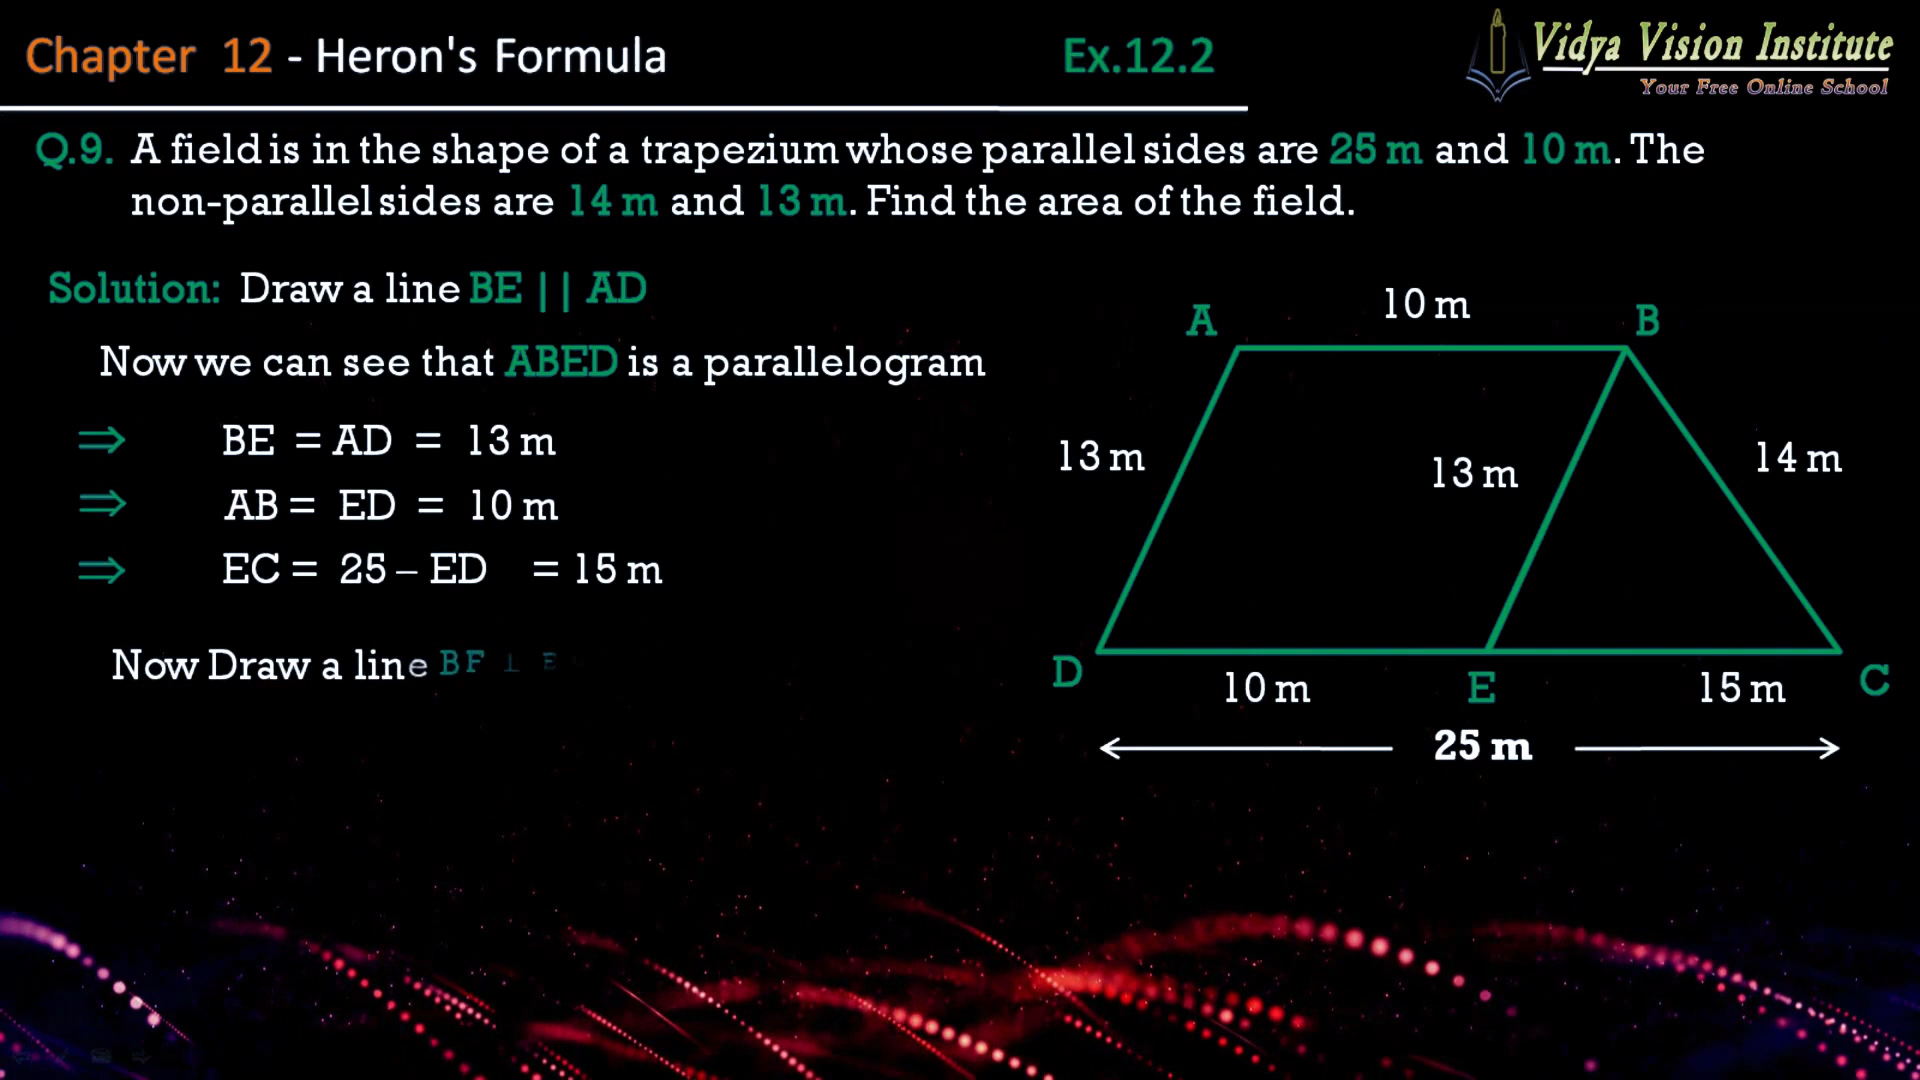 Chapter 12 - Heron's Formula
Ex.12.2
Vidya Vision Institute
Your Free Online School
Q.9. A field is in the shape of a trapezium whose parallel sides are 25 m and 10 m. The
non-parallel sides are 14 m and 13 m. Find the area of the field.
Solution: Draw a line BE || AD
Now we can see that ABED is a parallelogram
⇒ BE = AD = 13 m
⇒ AB = ED = 10 m
⇒ EC = 25 – ED = 15 m
Now Draw a line BF ⊥ E
A
10 m
B
13 m
13 m
14 m
D
10 m
E
15 m
C
25 m